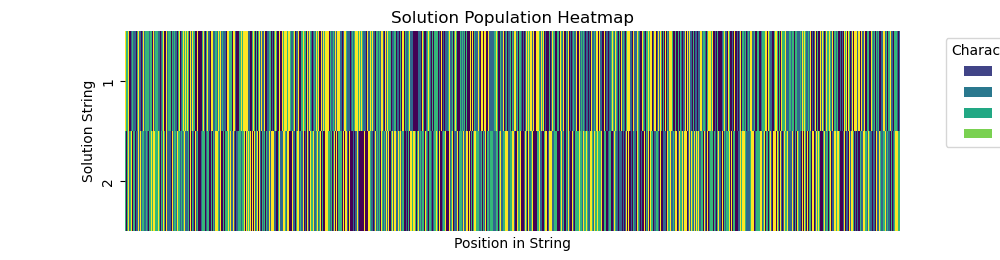 Solution Population Heatmap
Solution String
1
2
Position in String
Charac